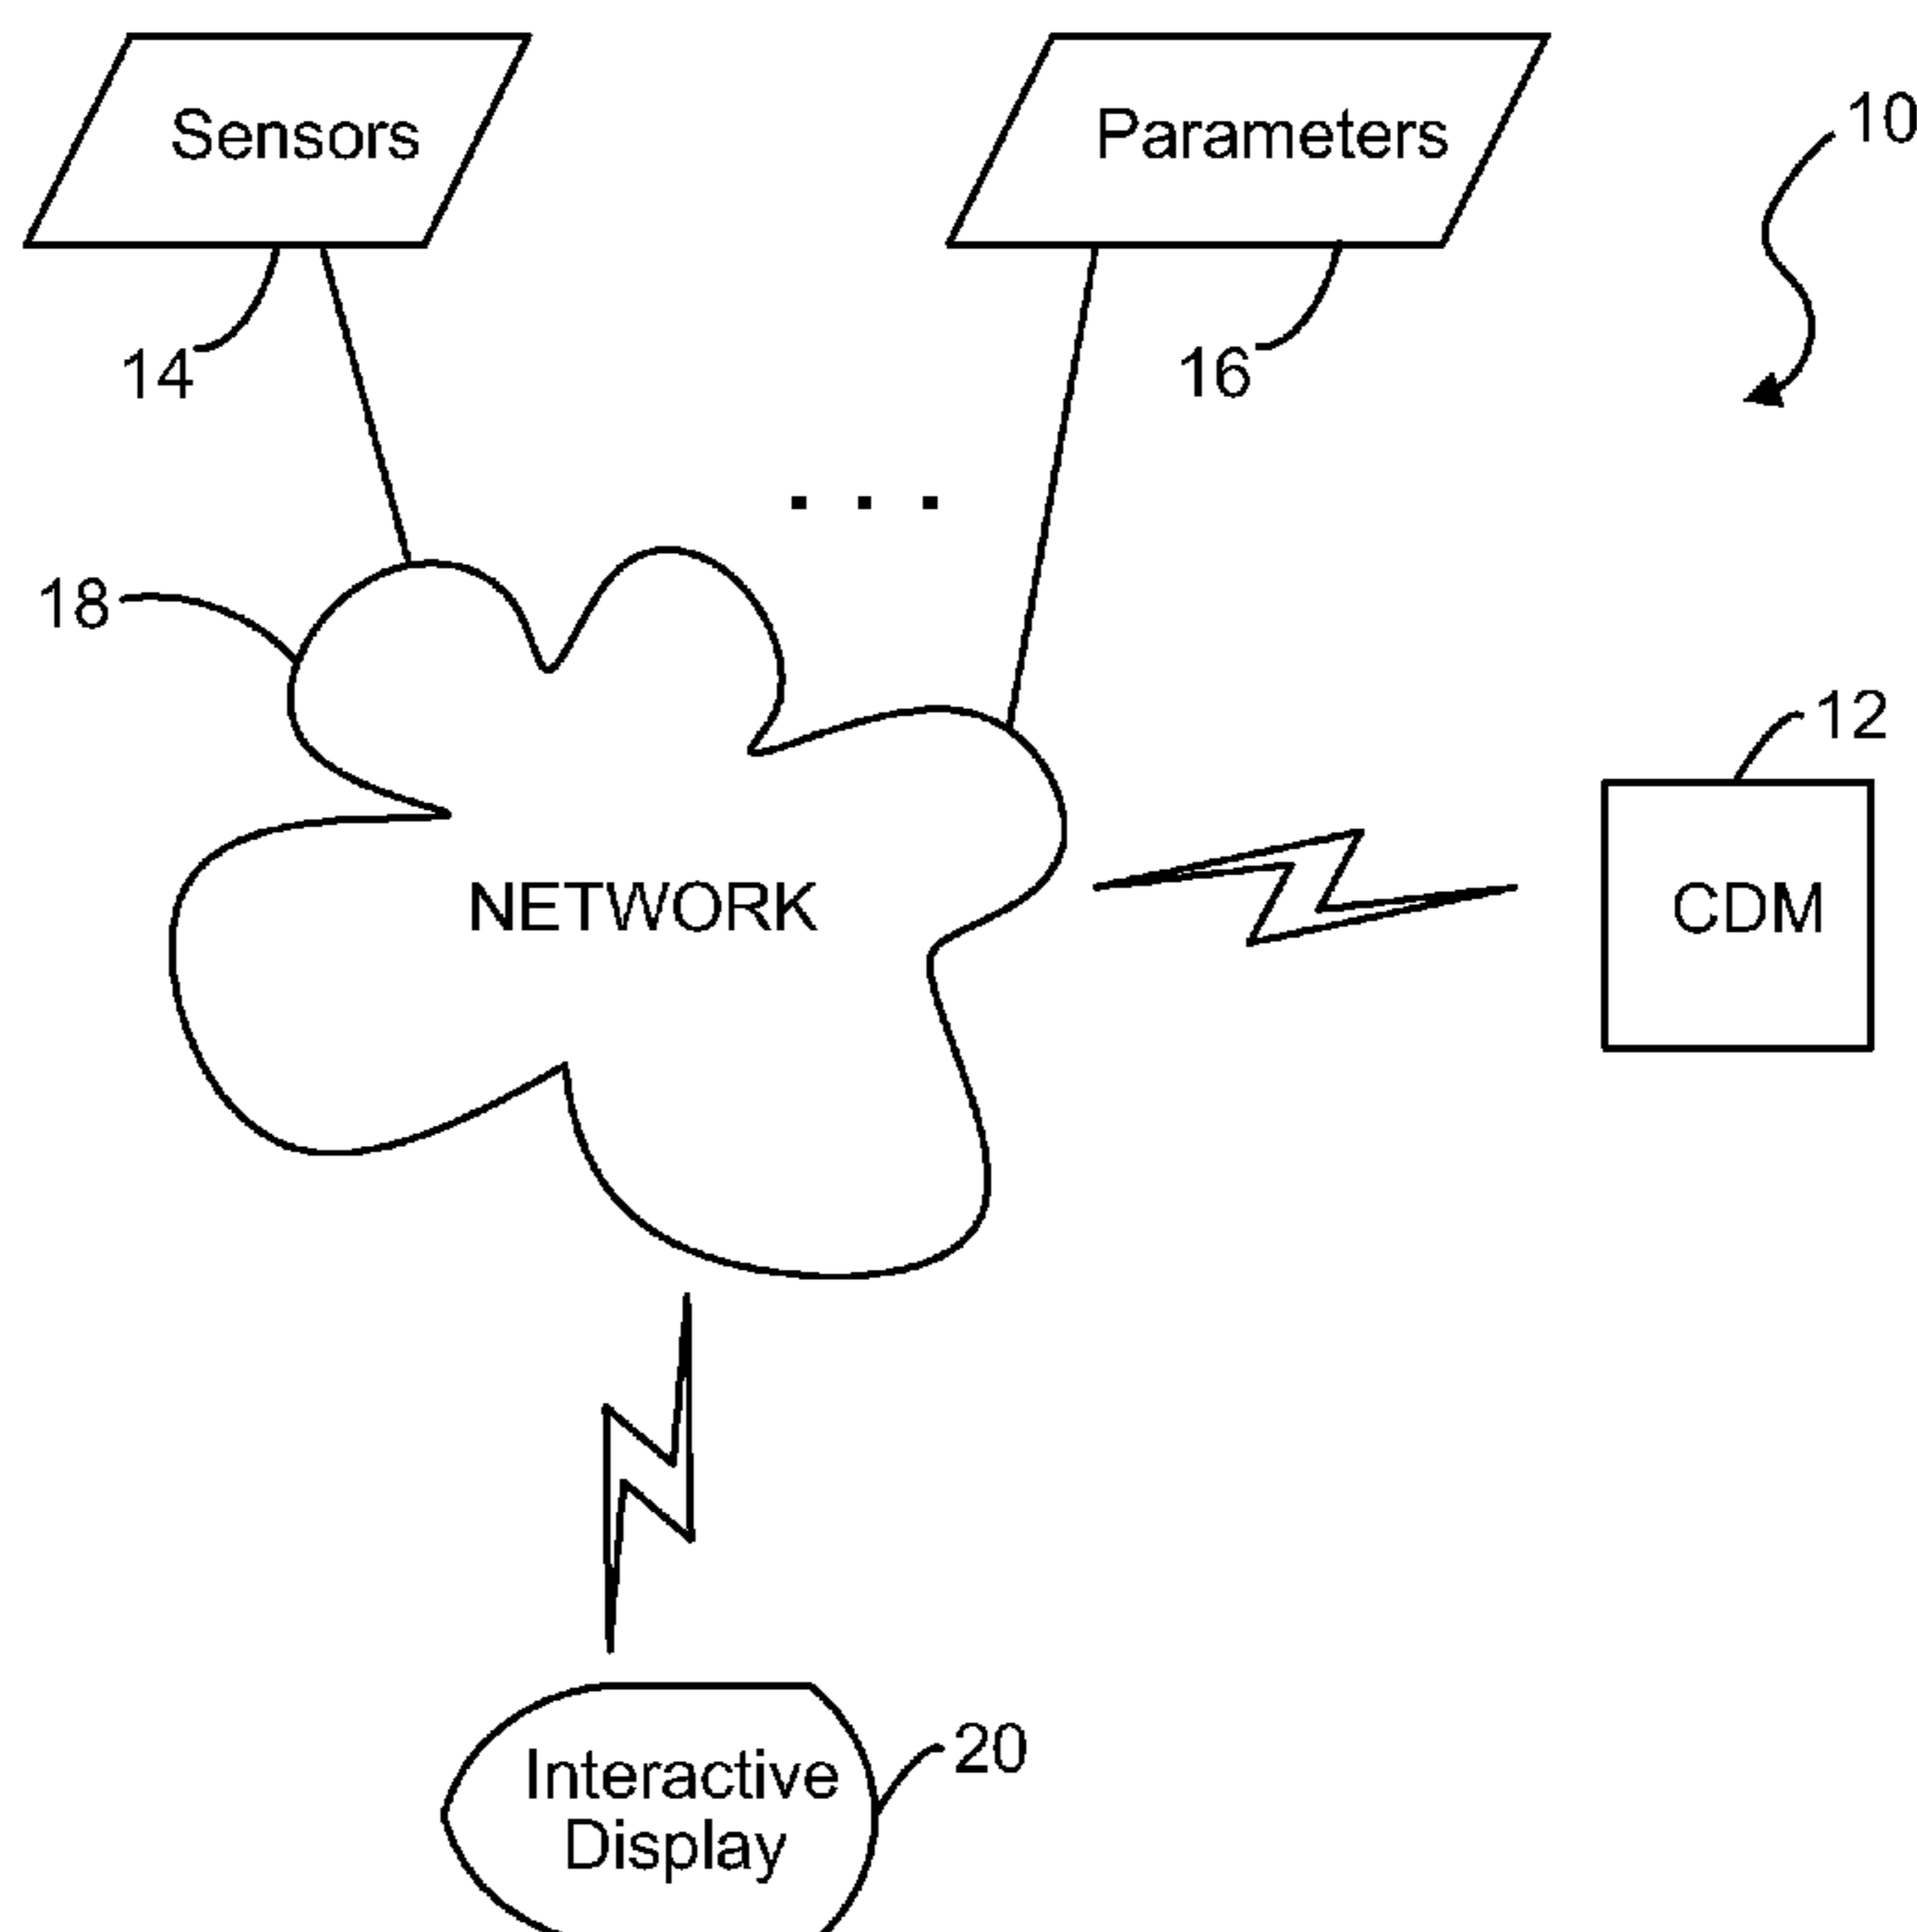 Sensors
Parameters
10
14
16
. . .
18
12
NETWORK
CDM
20
Interactive
Display